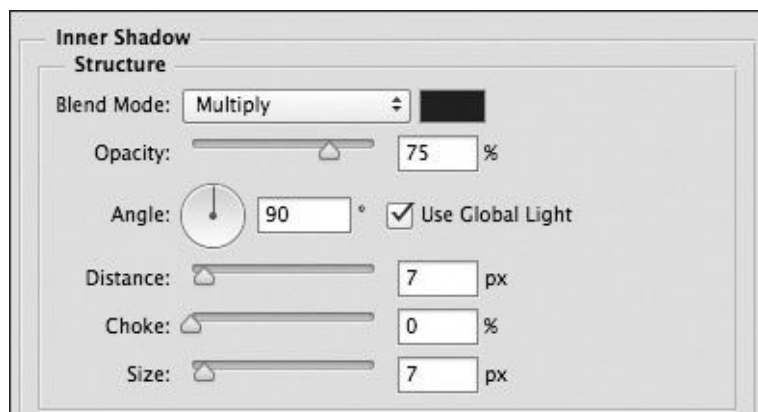 Inner Shadow
Structure
Blend Mode: Multiply
Opacity: 75 %
Angle: 90 ° Use Global Light
Distance: 7 px
Choke: 0 %
Size: 7 px